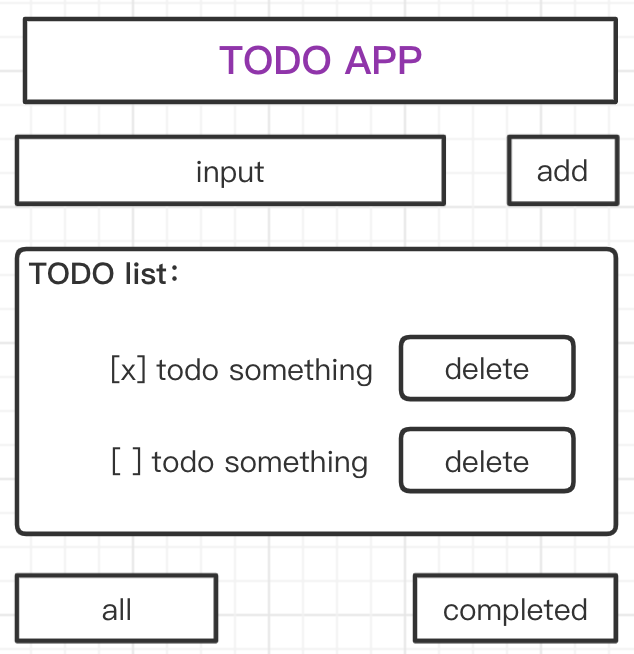 TODO APP
input
add
TODO list:
[x] todo something
delete
[ ] todo something
delete
all
completed